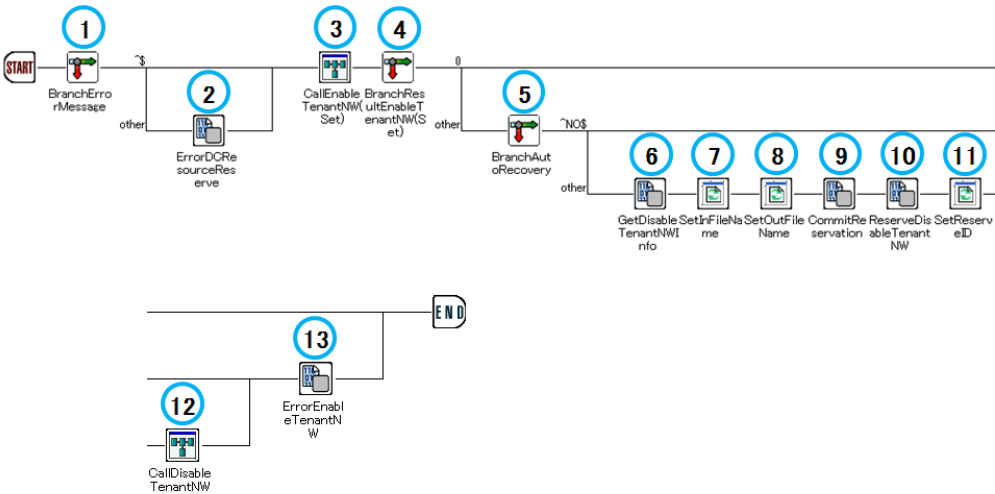 1
START
^$
BranchErro
rMessage
2
other
ErrorDCRe
sourceRes
erve
3
CallEnable
TenantNW(
Set)
4
BranchRes
ultEnableT
enantNW(S
et)
0
other
5
BranchAut
oRecovery
^NO$
other
6
GetDisable
TenantNWI
nfo
7
SetInFileNa
me
8
SetOutFile
Name
9
CommitRe
servation
10
ReserveDis
ableTenant
NW
11
SetReserv
eID
END
13
ErrorEnabl
eTenantN
W
12
CallDisable
TenantNW